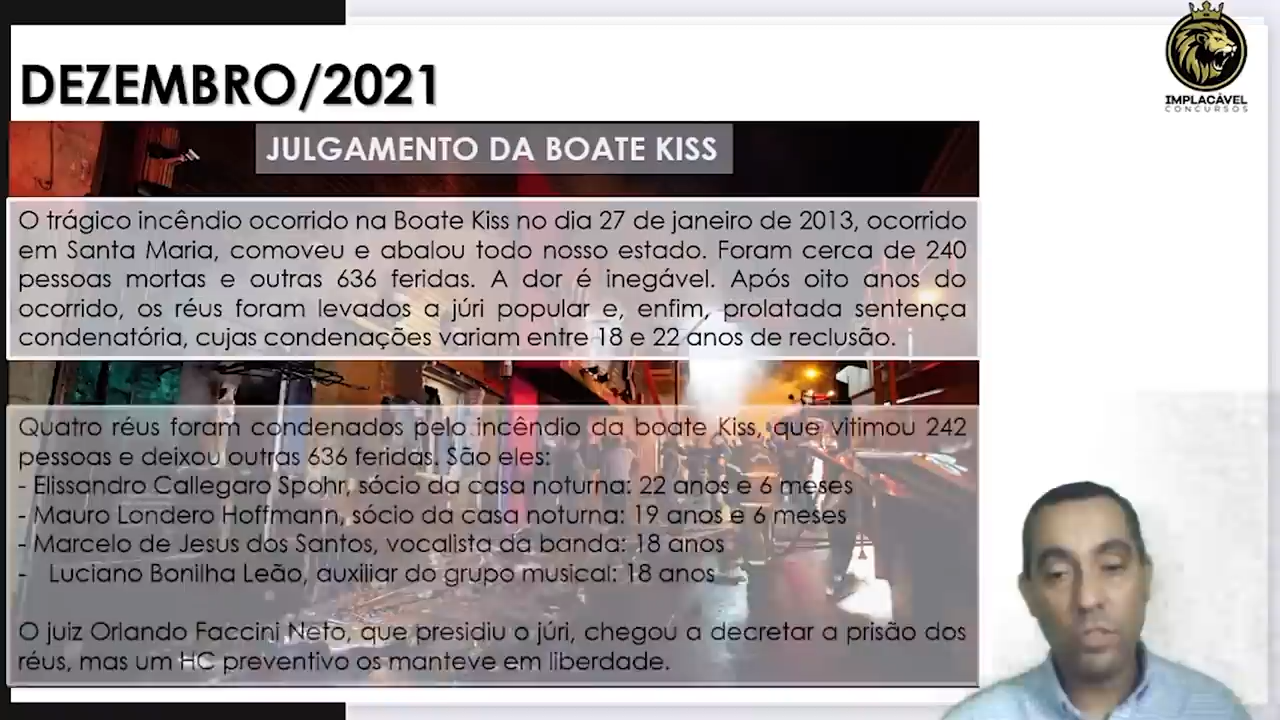 DEZEMBRO/2021
IMPLACÁVEL
CONCURSOS
JULGAMENTO DA BOATE KISS
O trágico incêndio ocorrido na Boate Kiss no dia 27 de janeiro de 2013, ocorrido
em Santa Maria, comoveu e abalou todo nosso estado. Foram cerca de 240
pessoas mortas e outras 636 feridas. A dor é inegável. Após oito anos do
ocorrido, os réus foram levados a júri popular e, enfim, prolatada sentença
condenatória, cujas condenações variam entre 18 e 22 anos de reclusão.
Quatro réus foram condenados pelo incêndio da boate Kiss, que vitimou 242
pessoas e deixou outras 636 feridas. São eles:
- Elissandro Callegaro Spohr, sócio da casa noturna: 22 anos e 6 meses
- Mauro Londero Hoffmann, sócio da casa noturna: 19 anos e 6 meses
- Marcelo de Jesus dos Santos, vocalista da banda: 18 anos
- Luciano Bonilha Leão, auxiliar do grupo musical: 18 anos
O juiz Orlando Faccini Neto, que presidiu o júri, chegou a decretar a prisão dos
réus, mas um HC preventivo os manteve em liberdade.